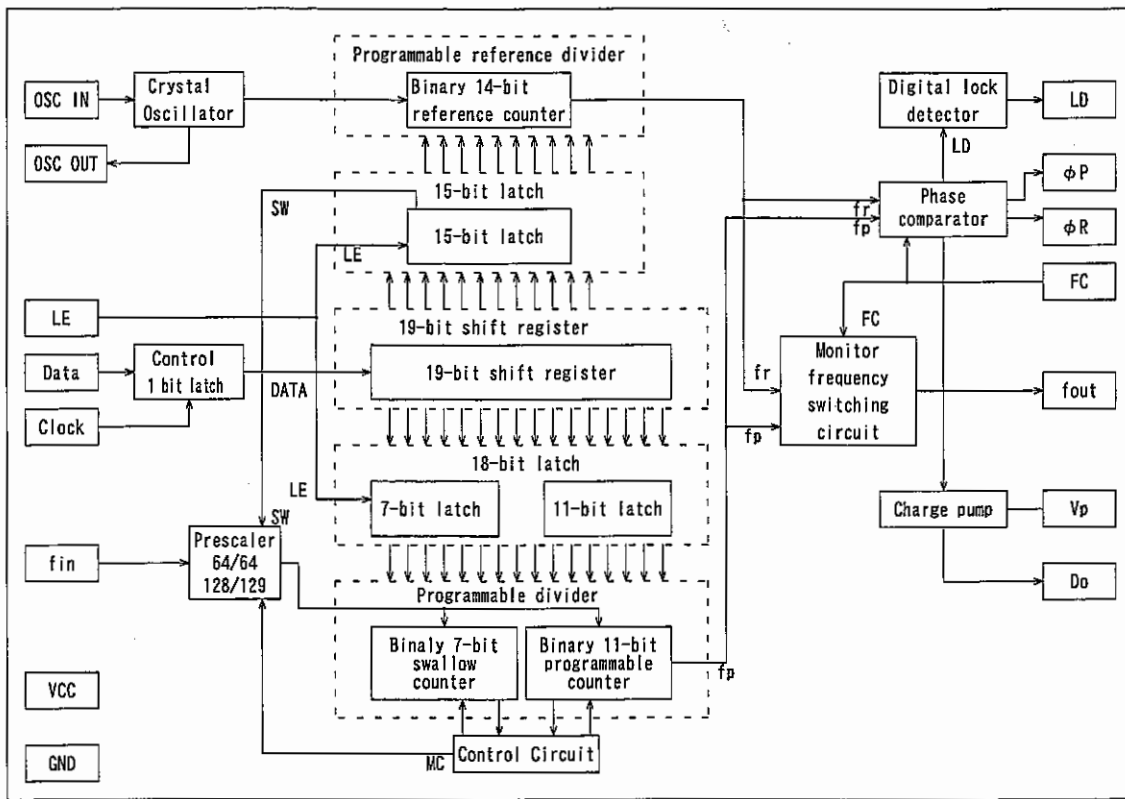 Programmable reference divider
OSC IN
Crystal
Oscillator
Binary 14-bit
reference counter
Digital lock
detector
LD
LD
OSC OUT
15-bit latch
SW
15-bit latch
LE
fr
fp
Phase
comparator
ϕP
ϕR
FC
FC
LE
19-bit shift register
Data
Control
1 bit latch
DATA
19-bit shift register
Clock
fr
fp
Monitor
frequency
switching
circuit
fout
18-bit latch
LE
7-bit latch
11-bit latch
Charge pump
Vp
SW
fin
Prescaler
64/64
128/129
Do
Programmable divider
Binaly 7-bit
swallow
counter
Binary 11-bit
programmable
counter
fp
VCC
GND
MC
Control Circuit